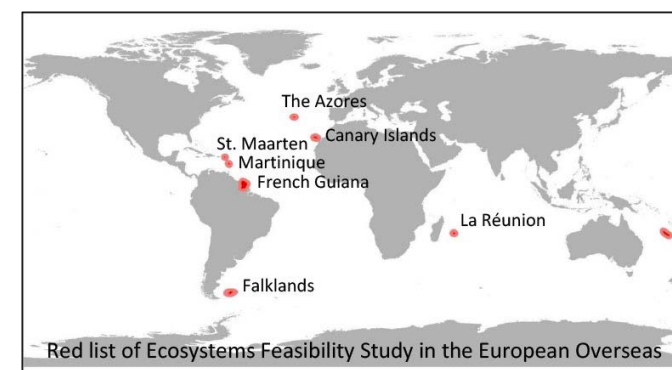 The Azores
Canary Islands
St. Maarten
Martinique
French Guiana
La Réunion
Falklands
Red list of Ecosystems Feasibility Study in the European Overseas